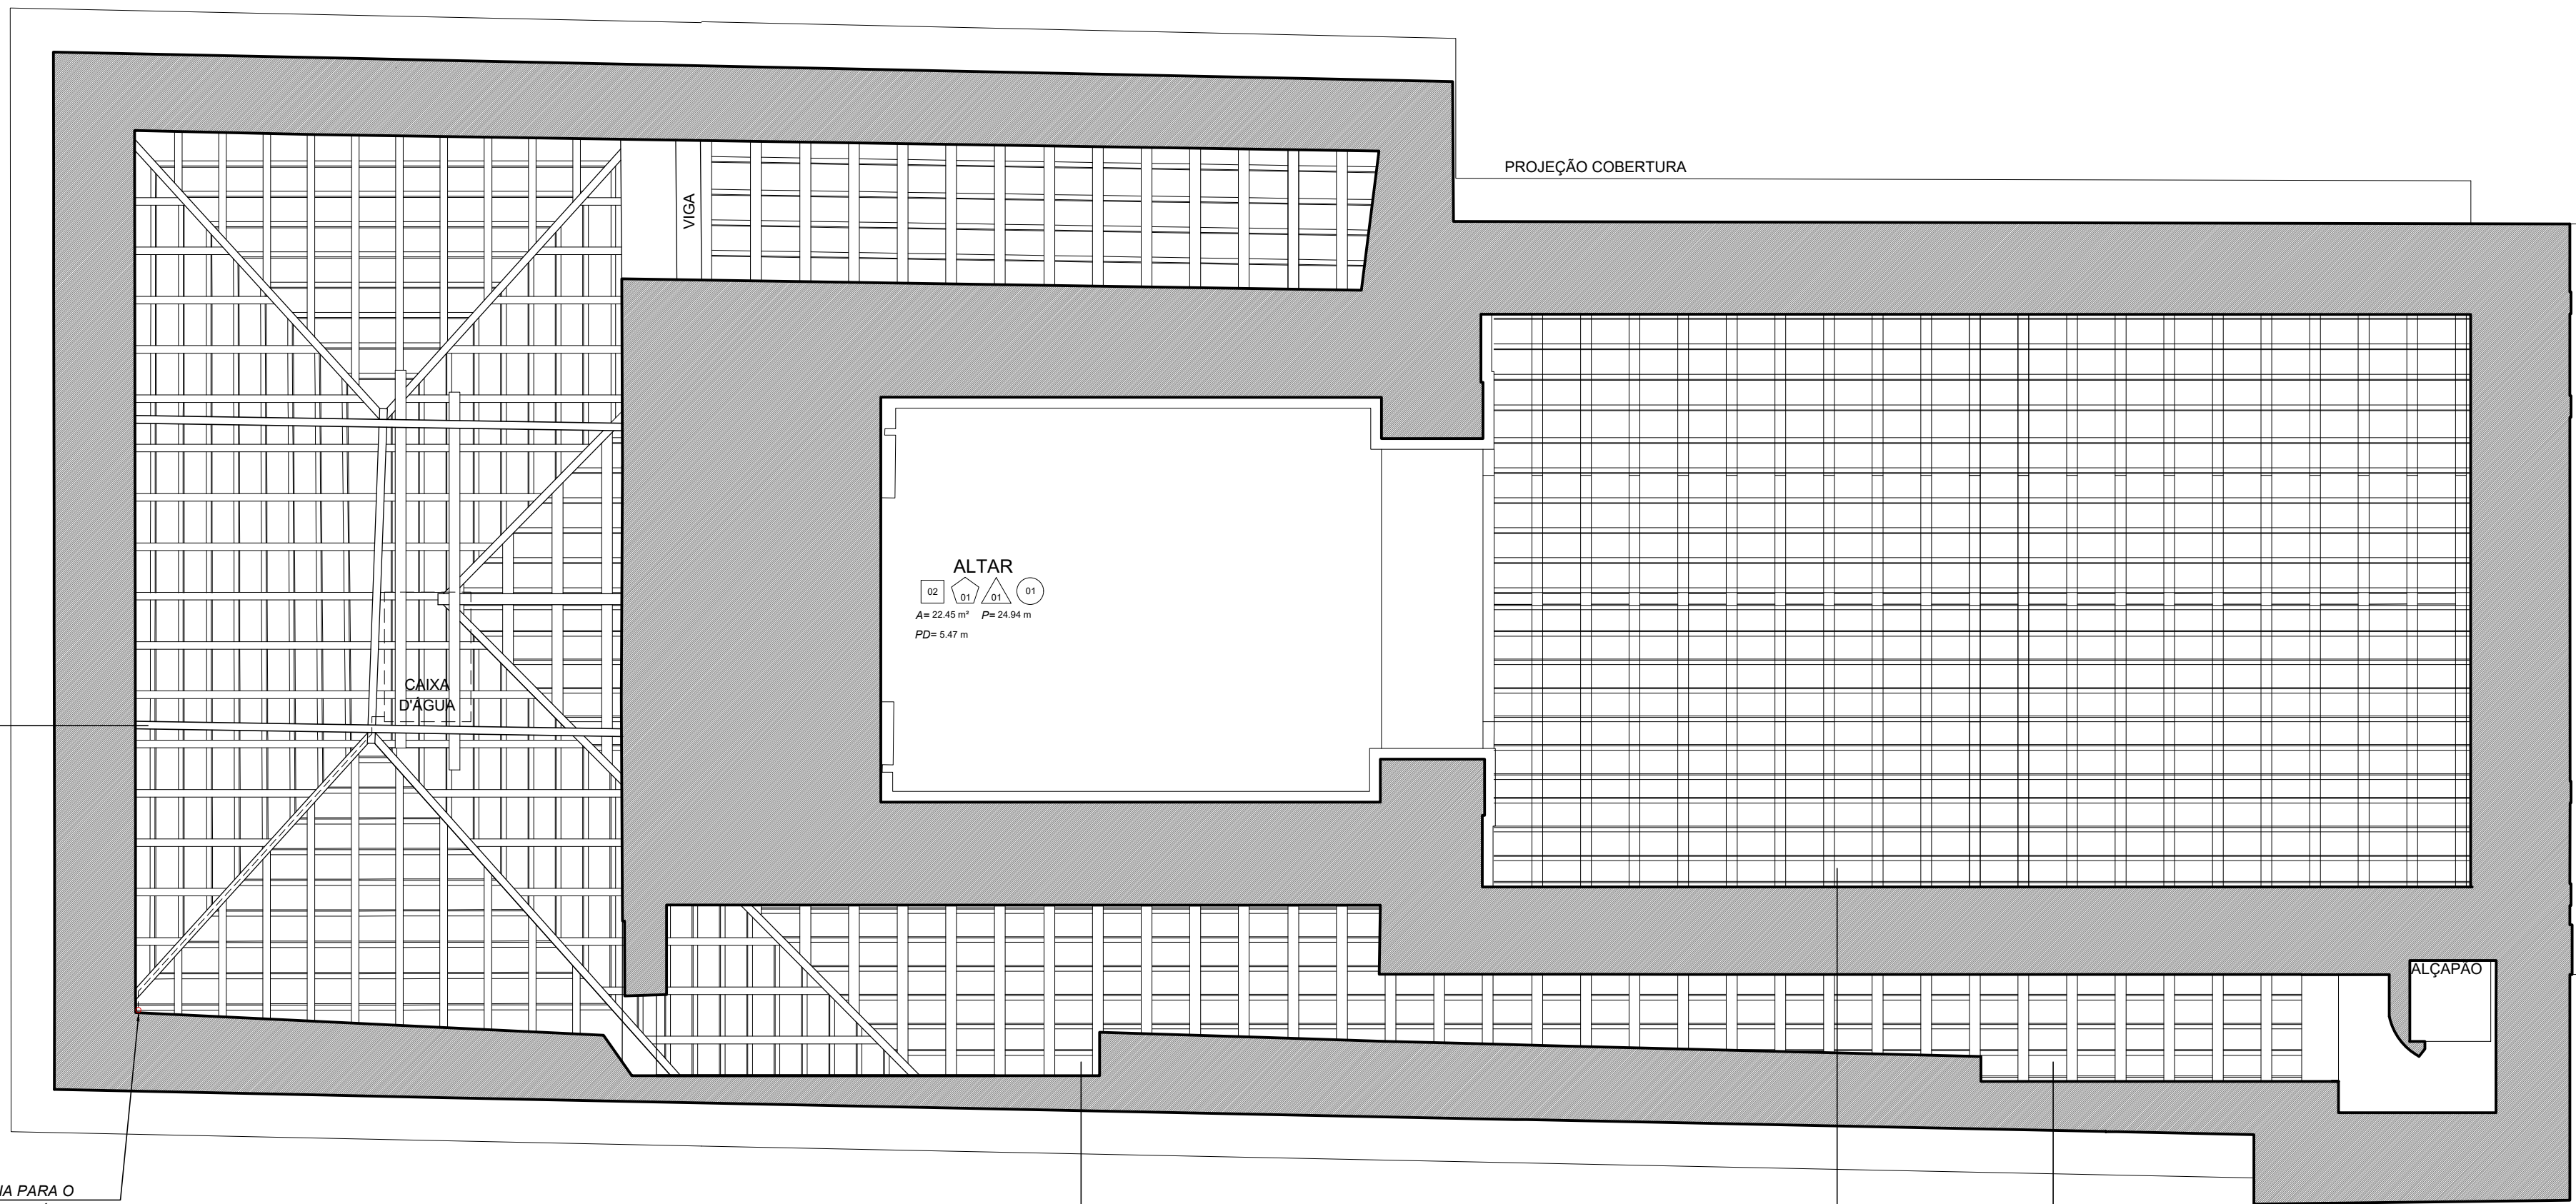 PROJEÇÃO COBERTURA
VIGA
ALTAR
02 01 01 01
A= 22.45 m² P= 24.94 m
PD= 5.47 m
CAIXA
D'ÁGUA
ALÇAPÃO
PARA O